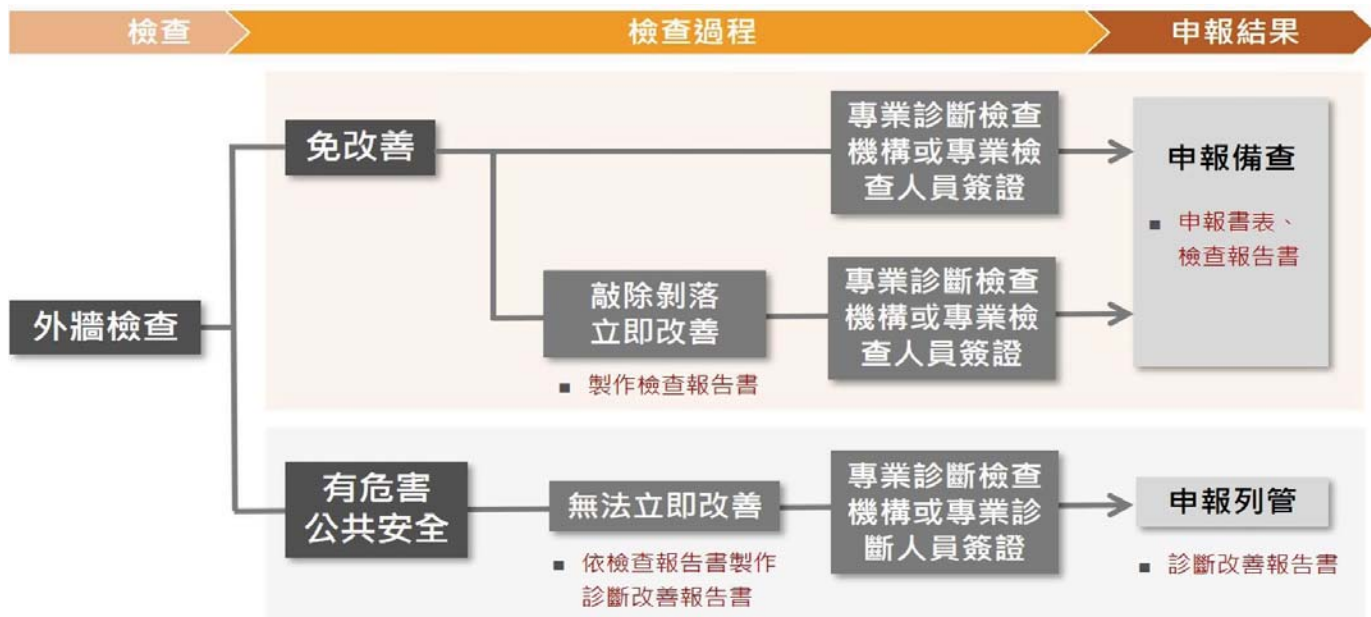 檢查
檢查過程
申報結果
外牆檢查
免改善
專業診斷檢查
機構或專業檢
查人員簽證
申報備查
■ 申報書表、
檢查報告書
敲除剝落
立即改善
■ 製作檢查報告書
專業診斷檢查
機構或專業檢
查人員簽證
有危害
公共安全
無法立即改善
■ 依檢查報告書製作
診斷改善報告書
專業診斷檢查
機構或專業診
斷人員簽證
申報列管
■ 診斷改善報告書